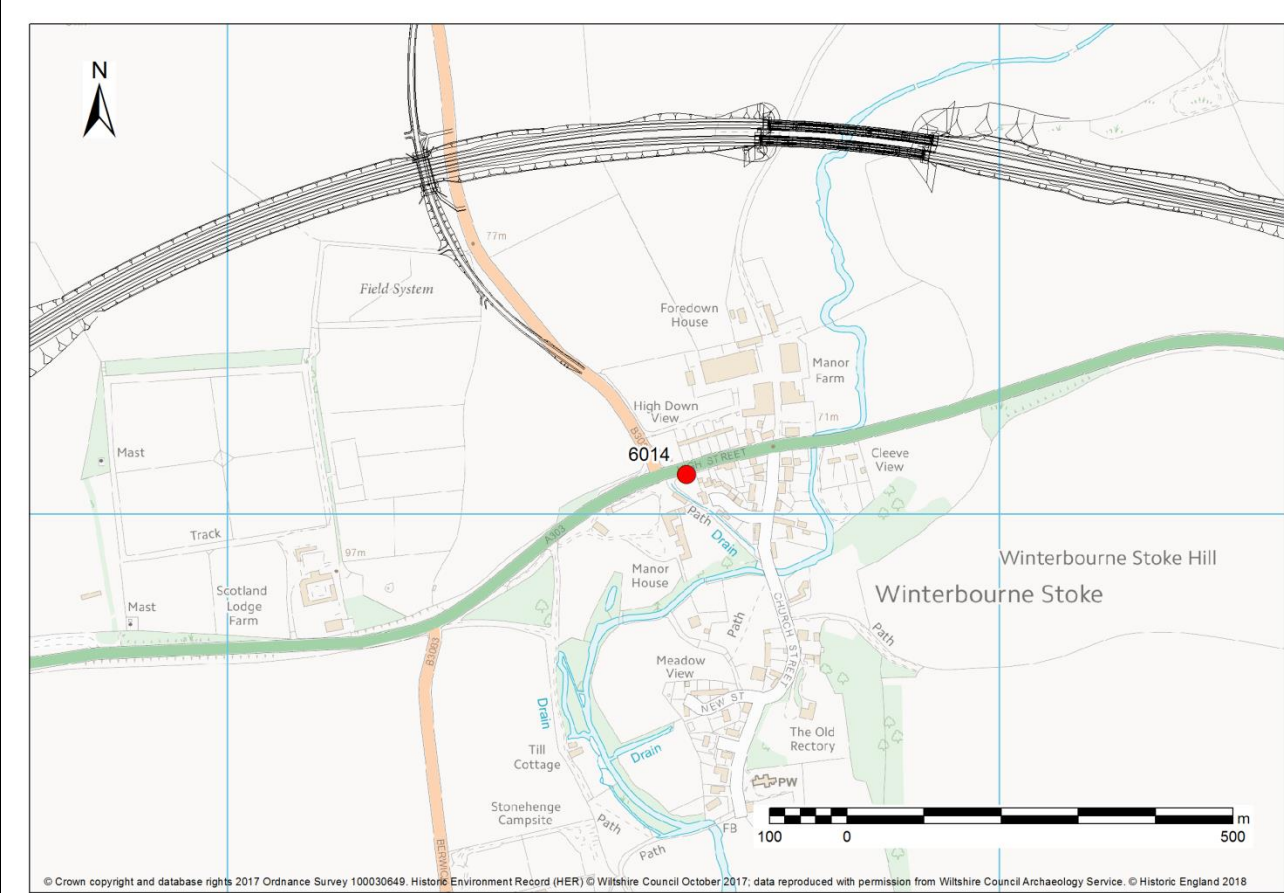 N
77m
Field System
Foredown
House
Manor
Farm
High Down
View
71m
B30
6014
CH STREET
Mast
Cleeve
View
Track
Path
Drain
A303
97m
Winterbourne Stoke Hill
Scotland
Lodge
Farm
Manor
House
Winterbourne Stoke
Mast
CHURCH STREET
Path
Path
B3083
Meadow
View
NEW ST
Drain
The Old
Rectory
Till
Cottage
Drain
PW
Stonehenge
Campsite
Path
FB
m
100 0 500
BERWIC
Path
© Crown copyright and database rights 2017 Ordnance Survey 100030649. Historic Environment Record (HER) © Wiltshire Council October 2017; data reproduced with permission from Wiltshire Council Archaeology Service. © Historic England 2018